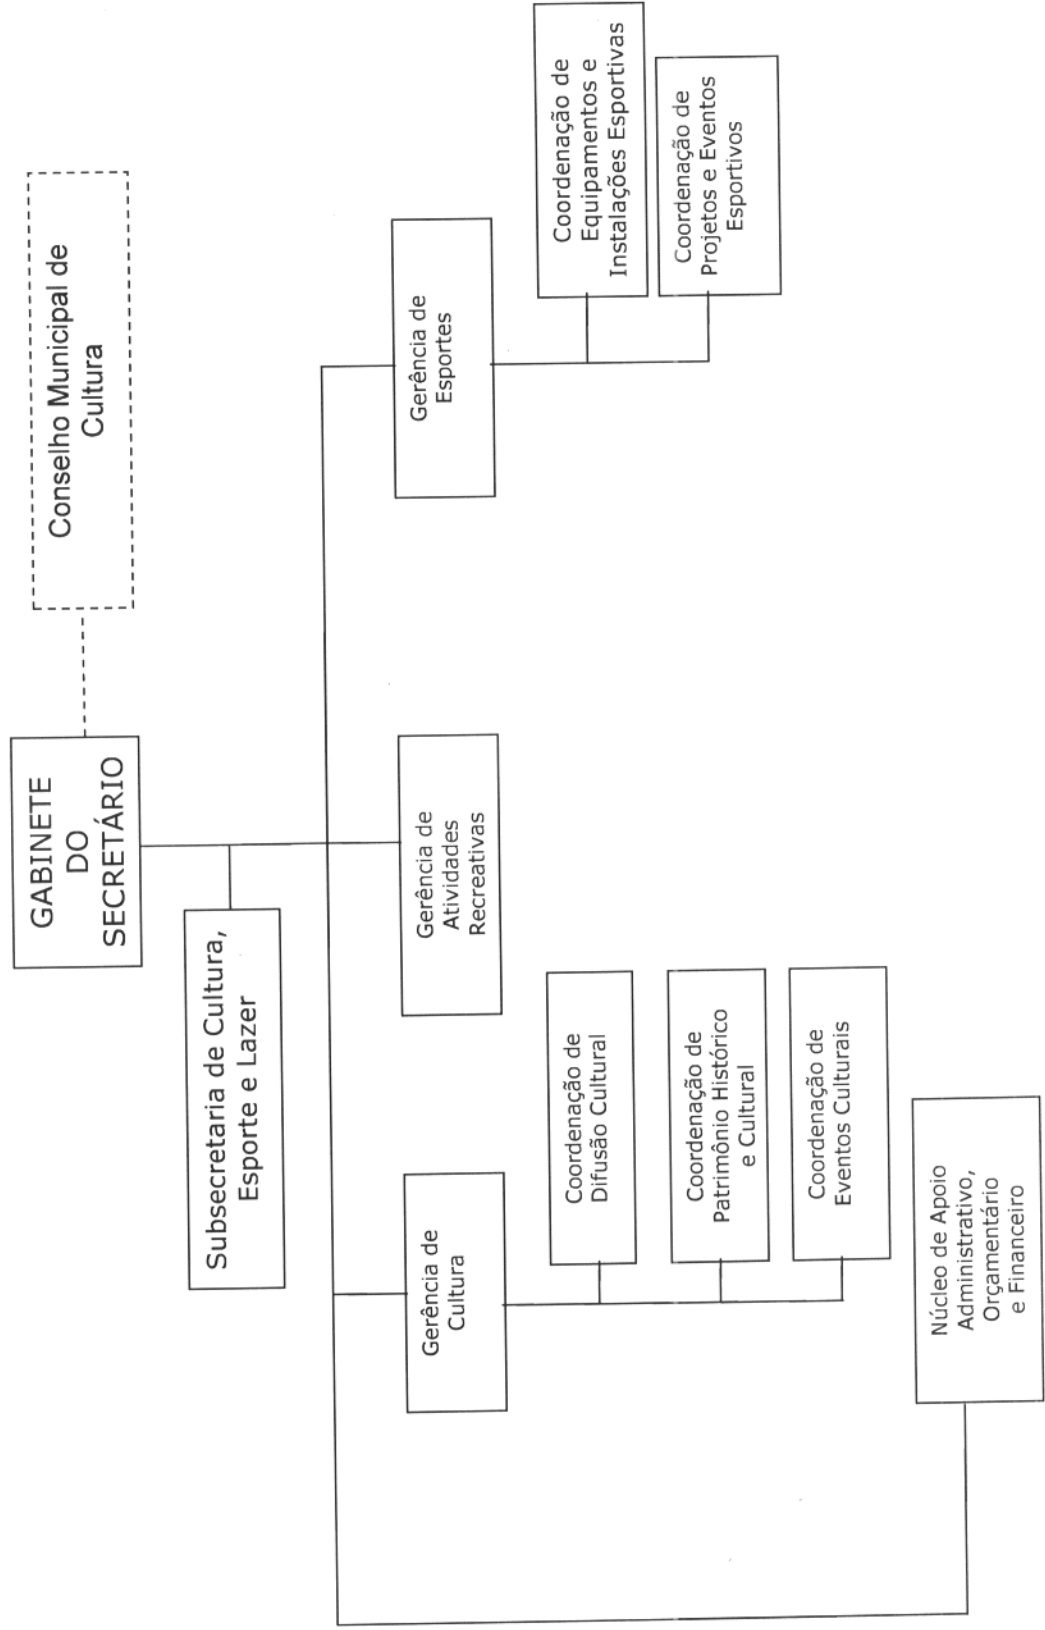 GABINETE
DO
SECRETÁRIO
Conselho Municipal de
Cultura
Subsecretaria de Cultura,
Esporte e Lazer
Gerência de
Cultura
Gerência de
Atividades
Recreativas
Gerência de
Esportes
Coordenação de
Difusão Cultural
Coordenação de
Patrimônio Histórico
e Cultural
Coordenação de
Eventos Culturais
Coordenação de
Equipamentos e
Instalações Esportivas
Coordenação de
Projetos e Eventos
Esportivos
Núcleo de Apoio
Administrativo,
Orçamentário
e Financeiro